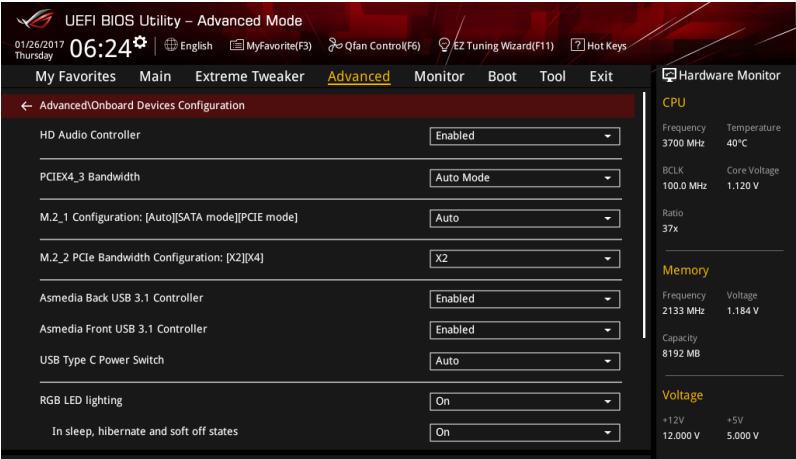 UEFI BIOS Utility – Advanced Mode
01/26/2017 Thursday 06:24 English MyFavorite(F3) Qfan Control(F6) EZ Tuning Wizard(F11) ? Hot Keys
My Favorites Main Extreme Tweaker Advanced Monitor Boot Tool Exit
← Advanced\Onboard Devices Configuration
HD Audio Controller Enabled
PCIEX4_3 Bandwidth Auto Mode
M.2_1 Configuration: [Auto][SATA mode][PCIE mode] Auto
M.2_2 PCIe Bandwidth Configuration: [X2][X4] X2
Asmedia Back USB 3.1 Controller Enabled
Asmedia Front USB 3.1 Controller Enabled
USB Type C Power Switch Auto
RGB LED lighting On
In sleep, hibernate and soft off states On
Hardware Monitor
CPU
Frequency Temperature
3700 MHz 40°C
BCLK Core Voltage
100.0 MHz 1.120 V
Ratio
37x
Memory
Frequency Voltage
2133 MHz 1.184 V
Capacity
8192 MB
Voltage
+12V +5V
12.000 V 5.000 V